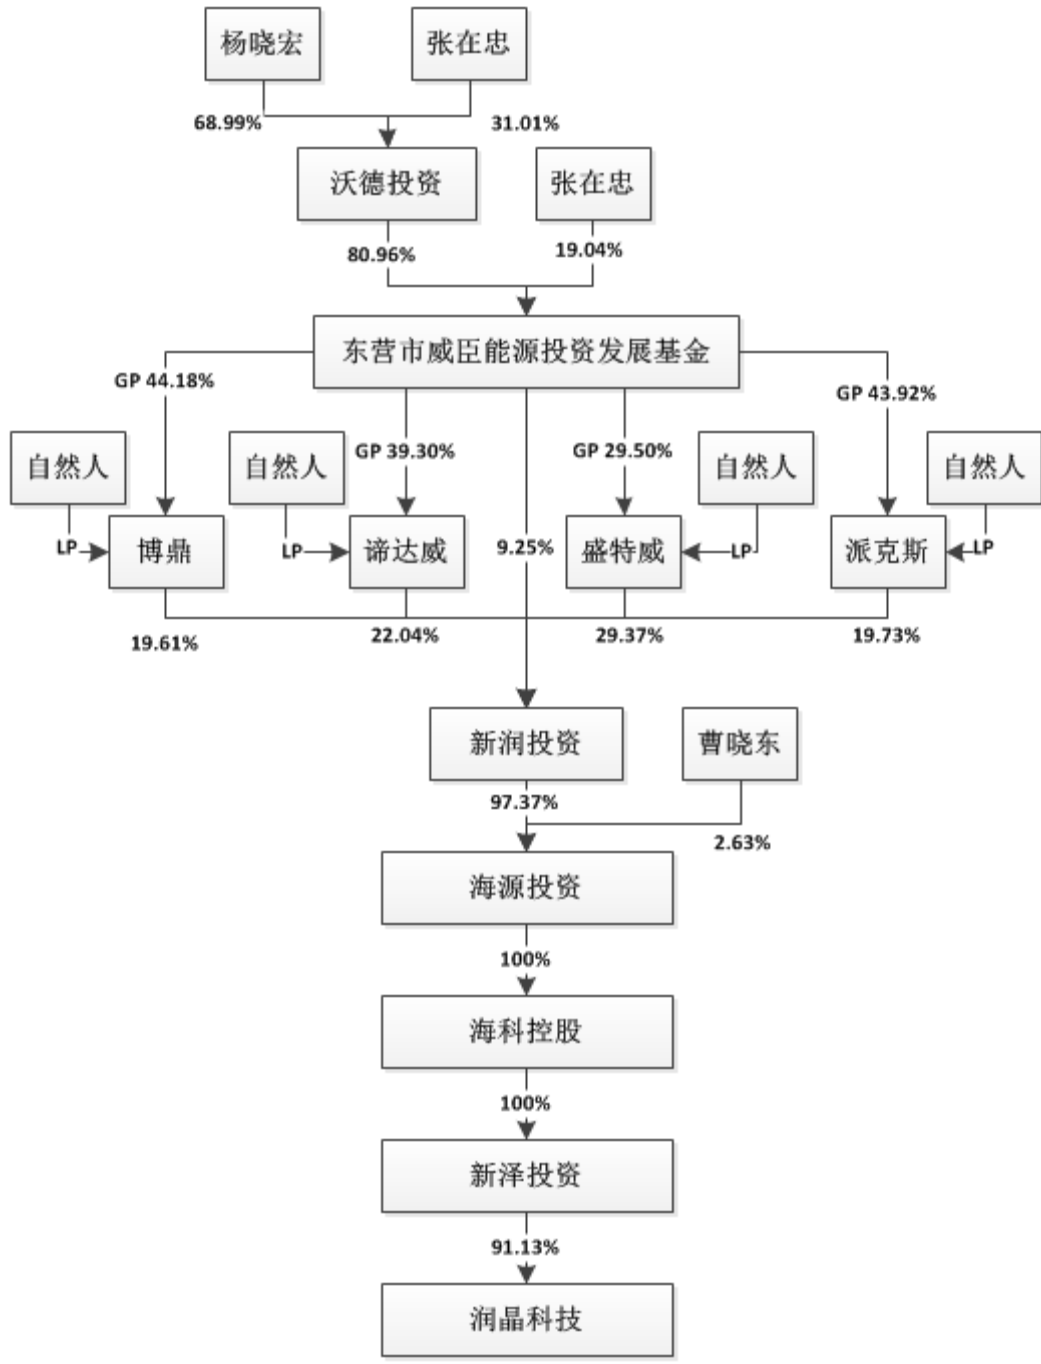 杨晓宏
张在忠
68.99%
31.01%
沃德投资
张在忠
80.96%
19.04%
东营市威臣能源投资发展基金
GP 44.18%
GP 43.92%
自然人
自然人
GP 39.30%
GP 29.50%
自然人
自然人
LP
博鼎
LP
谛达威
9.25%
盛特威
LP
派克斯
LP
19.61%
22.04%
29.37%
19.73%
新润投资
曹晓东
97.37%
2.63%
海源投资
100%
海科控股
100%
新泽投资
91.13%
润晶科技